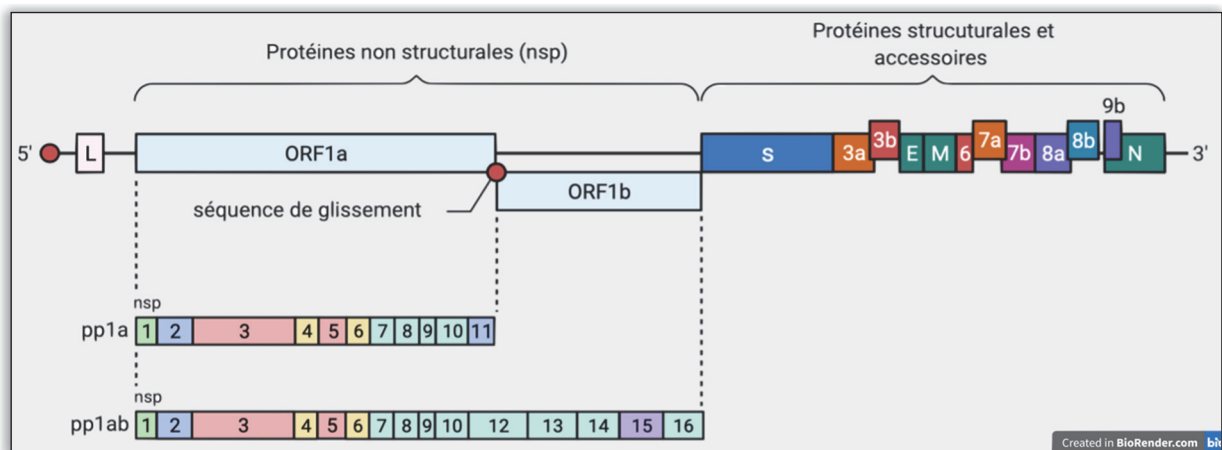 Protéines non structurales (nsp)
Protéines strucuturales et
accessoires
5' L ORF1a S 3a 3b E M 6 7a 7b 8a 8b 9b N 3'
ORF1b
séquence de glissement
nsp
pp1a 1 2 3 4 5 6 7 8 9 10 11
nsp
pp1ab 1 2 3 4 5 6 7 8 9 10 12 13 14 15 16
Created in BioRender.com